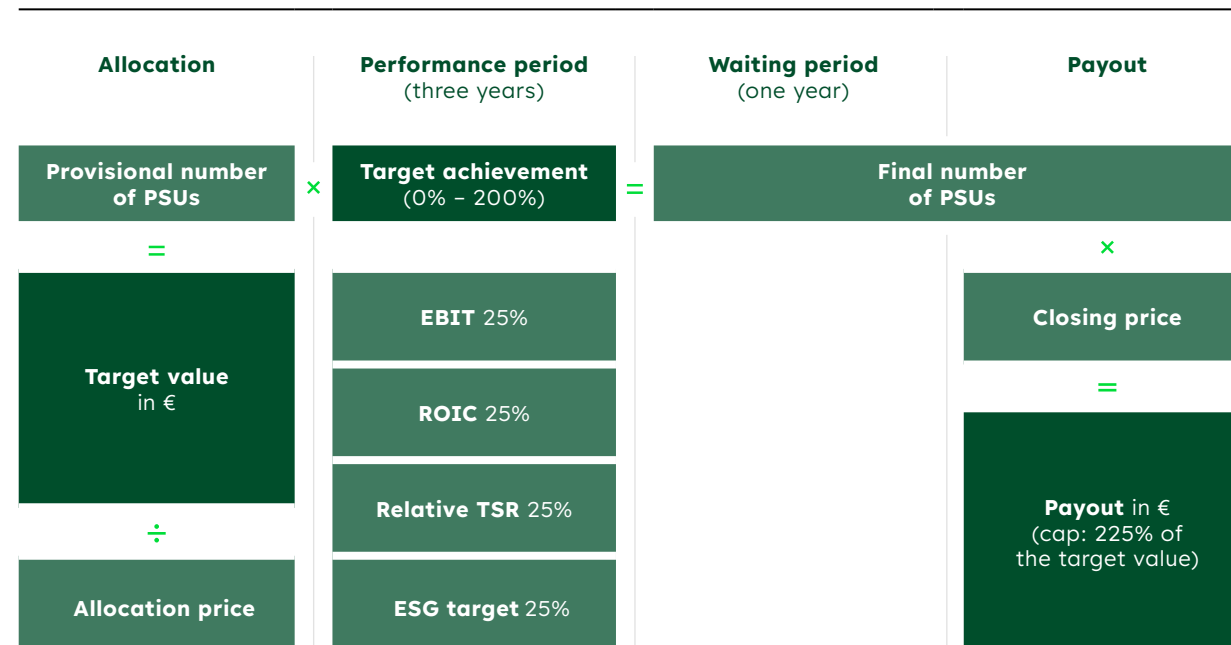 Allocation
Performance period
(three years)
Waiting period
(one year)
Payout
Provisional number
of PSUs
×
Target achievement
(0% – 200%)
=
Final number
of PSUs
=
×
Target value
in €
EBIT 25%
Closing price
ROIC 25%
=
Relative TSR 25%
Payout in €
(cap: 225% of
the target value)
÷
Allocation price
ESG target 25%